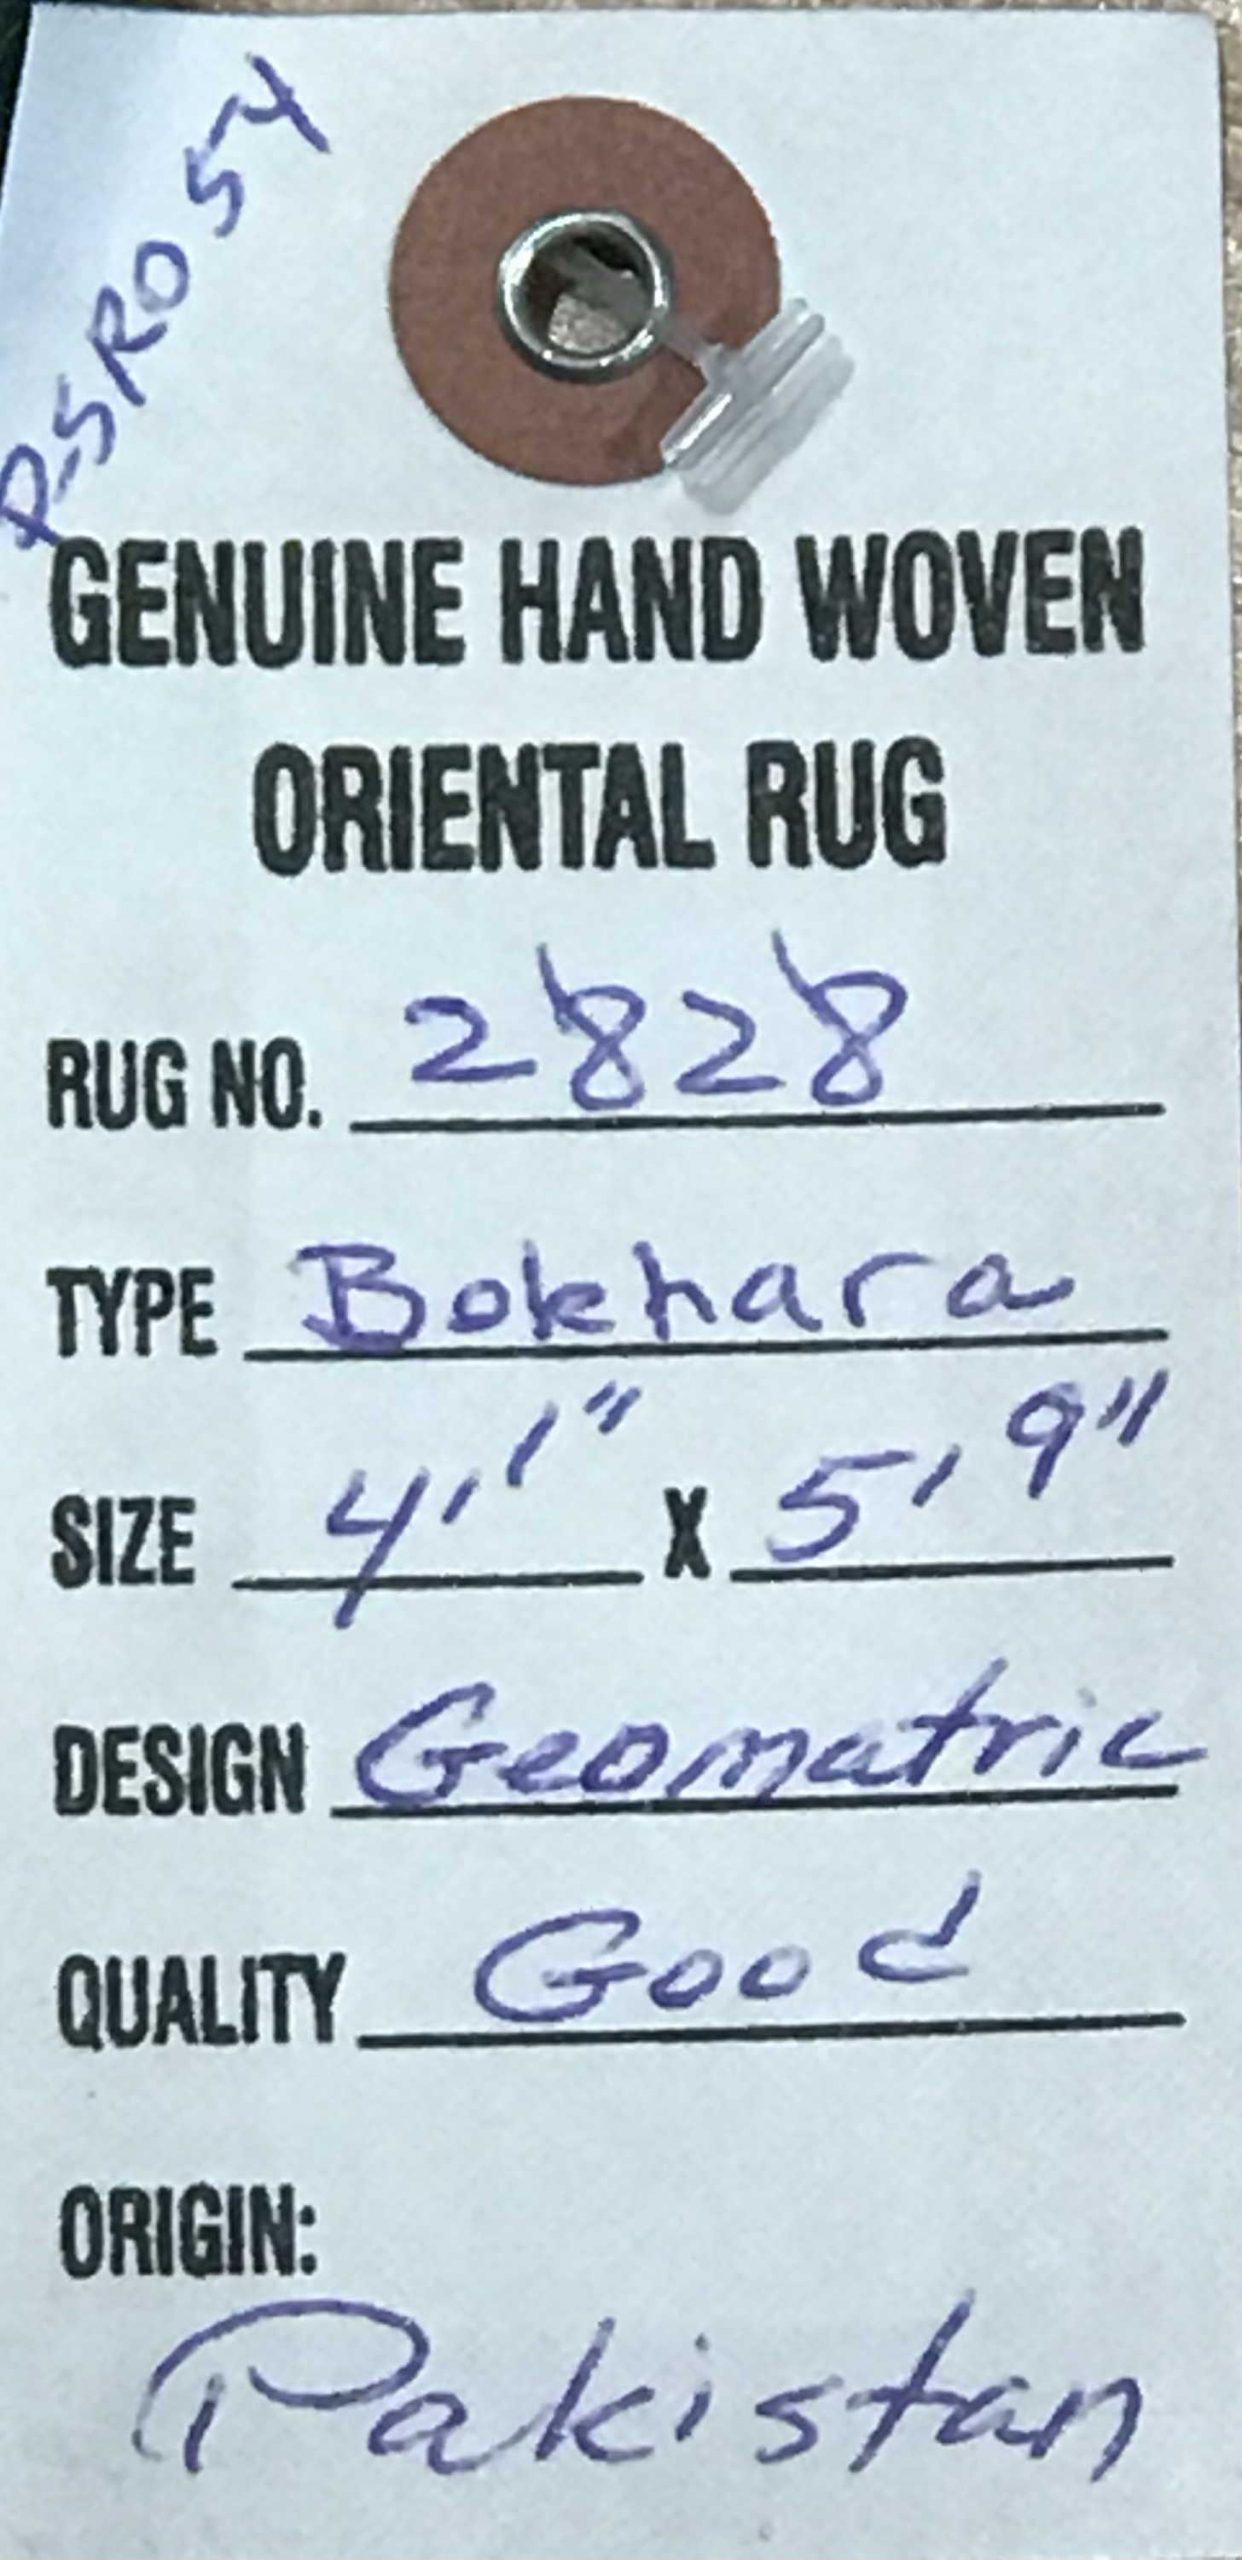 PSR054
GENUINE HAND WOVEN
ORIENTAL RUG
RUG NO. 2828
TYPE Bokhara
SIZE 4'1" X 5'9"
DESIGN Geomatric
QUALITY Good
ORIGIN:
Pakistan